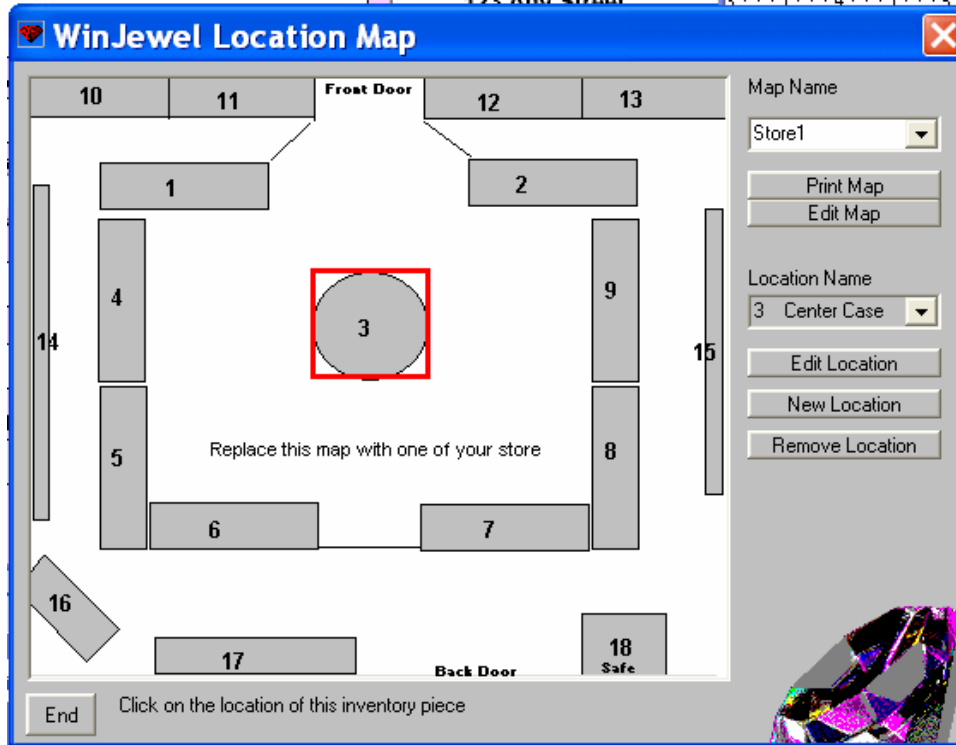 123 Any Street
WinJewel Location Map
10 11 Front Door 12 13
1 2
4 3 9
14 15
5 8
Replace this map with one of your store
6 7
16
17 Back Door 18
Safe
Map Name
Store1
Print Map
Edit Map
Location Name
3 Center Case
Edit Location
New Location
Remove Location
End
Click on the location of this inventory piece